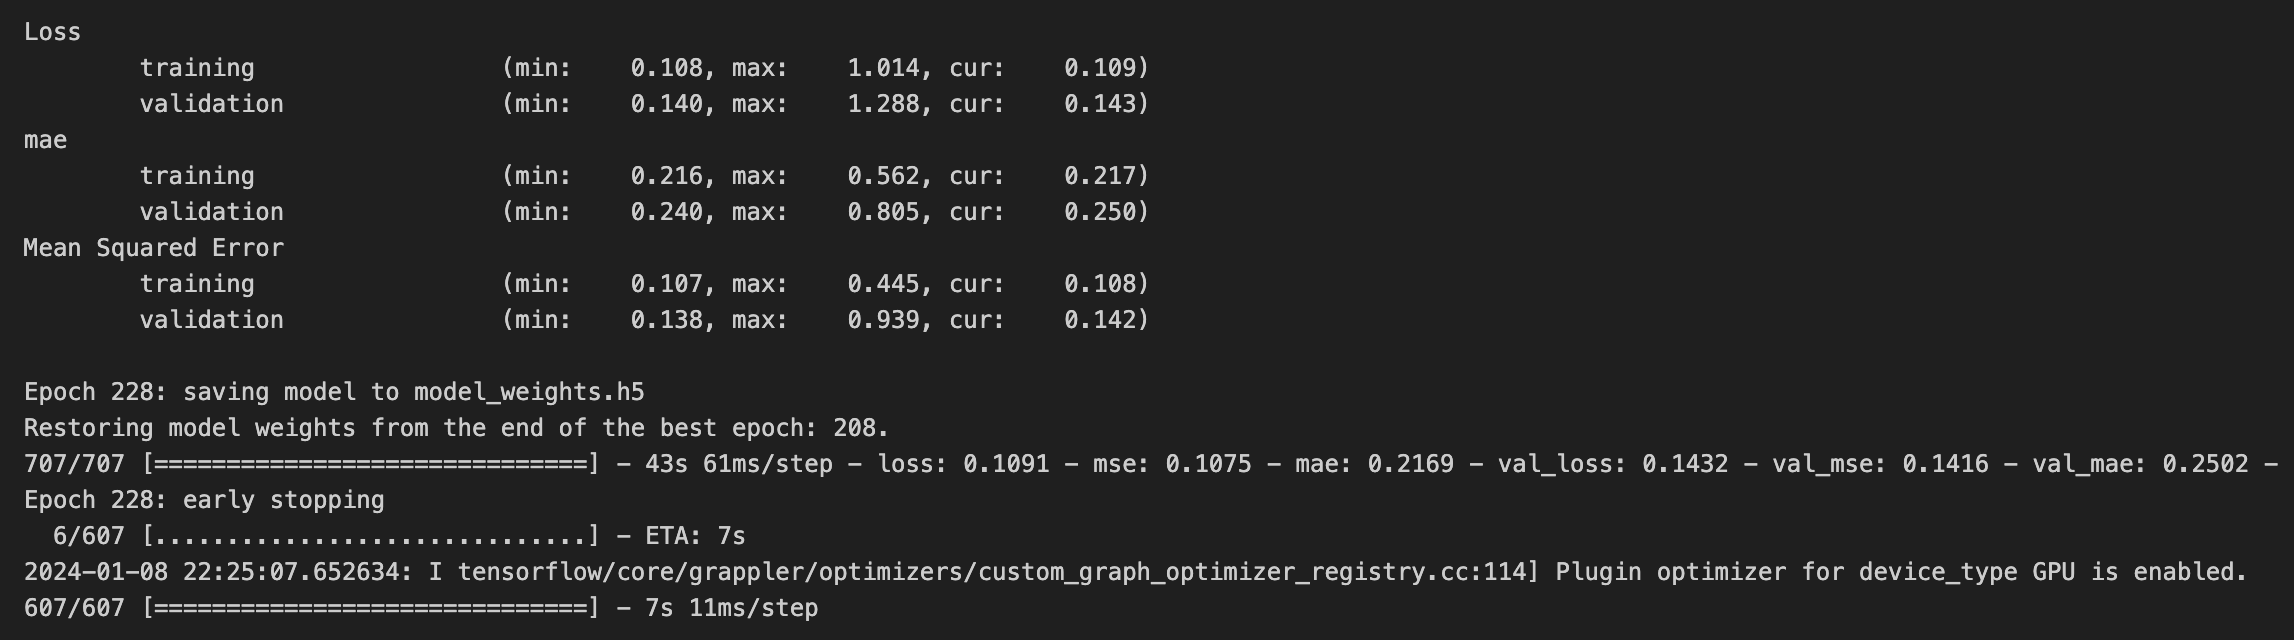 Loss
training (min: 0.108, max: 1.014, cur: 0.109)
validation (min: 0.140, max: 1.288, cur: 0.143)
mae
training (min: 0.216, max: 0.562, cur: 0.217)
validation (min: 0.240, max: 0.805, cur: 0.250)
Mean Squared Error
training (min: 0.107, max: 0.445, cur: 0.108)
validation (min: 0.138, max: 0.939, cur: 0.142)
Epoch 228: saving model to model_weights.h5
Restoring model weights from the end of the best epoch: 208.
707/707 [==============================] - 43s 61ms/step - loss: 0.1091 - mse: 0.1075 - mae: 0.2169 - val_loss: 0.1432 - val_mse: 0.1416 - val_mae: 0.2502 -
Epoch 228: early stopping
6/607 [..............................] - ETA: 7s
2024-01-08 22:25:07.652634: I tensorflow/core/grappler/optimizers/custom_graph_optimizer_registry.cc:114] Plugin optimizer for device_type GPU is enabled.
607/607 [==============================] - 7s 11ms/step